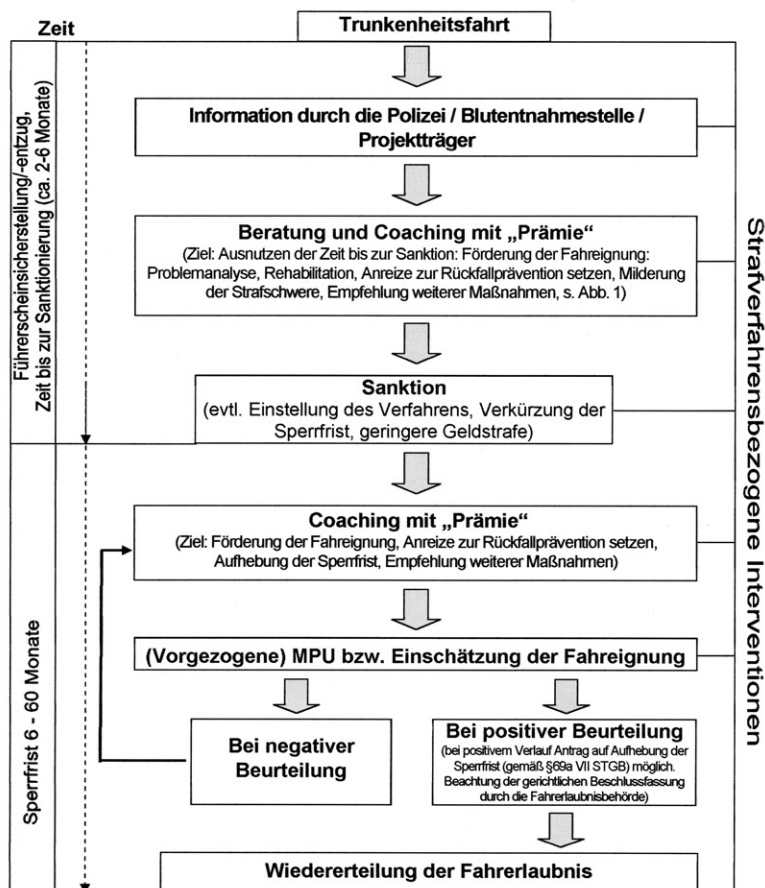 Zeit
Trunkenheitsfahrt
Führerscheinsicherstellung/-entzug,
Zeit bis zur Sanktionierung (ca. 2-6 Monate)
Information durch die Polizei / Blutentnahmestelle /
Projektträger
Beratung und Coaching mit „Prämie“
(Ziel: Ausnutzen der Zeit bis zur Sanktion: Förderung der Fahreignung:
Problemanalyse, Rehabilitation, Anreize zur Rückfallprävention setzen, Milderung
der Strafschwere, Empfehlung weiterer Maßnahmen, s. Abb. 1)
Sanktion
(evtl. Einstellung des Verfahrens, Verkürzung der
Sperrfrist, geringere Geldstrafe)
Strafverfahrensbezogene Interventionen
Sperrfrist 6 - 60 Monate
Coaching mit „Prämie“
(Ziel: Förderung der Fahreignung, Anreize zur Rückfallprävention setzen,
Aufhebung der Sperrfrist, Empfehlung weiterer Maßnahmen)
(Vorgezogene) MPU bzw. Einschätzung der Fahreignung
Bei negativer
Beurteilung
Bei positiver Beurteilung
(bei positivem Verlauf Antrag auf Aufhebung der
Sperrfrist (gemäß §69a VII STGB) möglich.
Beachtung der gerichtlichen Beschlussfassung
durch die Fahrerlaubnisbehörde)
Wiedererteilung der Fahrerlaubnis